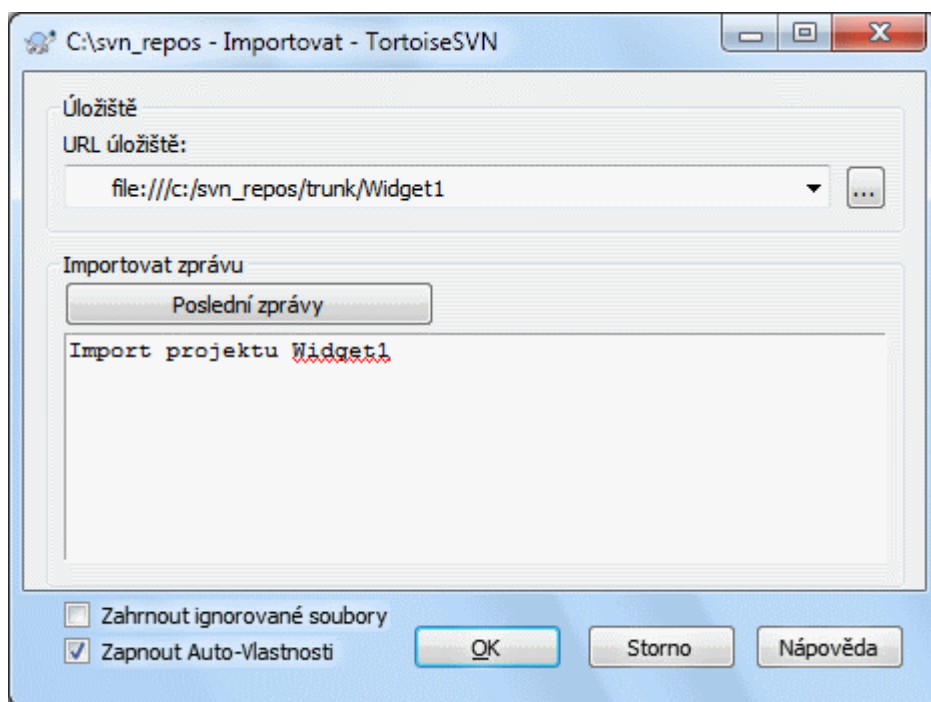 C:\svn_repos - Importovat - TortoiseSVN
Úložiště
URL úložiště:
file:///c:/svn_repos/trunk/Widget1
...
Importovat zprávu
Poslední zprávy
Import projektu Widget1
Zahrnout ignorované soubory
Zapnout Auto-Vlastnosti
OK
Storno
Nápověda